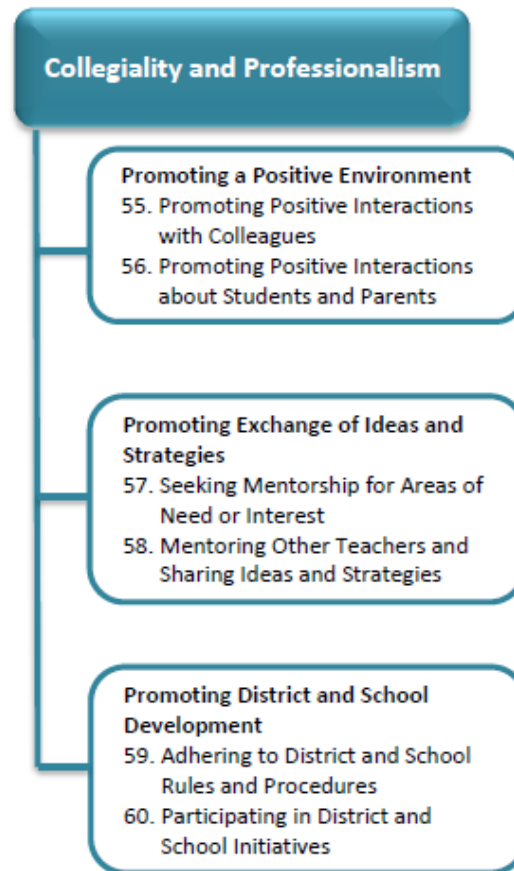 Collegiality and Professionalism
Promoting a Positive Environment
55. Promoting Positive Interactions
with Colleagues
56. Promoting Positive Interactions
about Students and Parents
Promoting Exchange of Ideas and
Strategies
57. Seeking Mentorship for Areas of
Need or Interest
58. Mentoring Other Teachers and
Sharing Ideas and Strategies
Promoting District and School
Development
59. Adhering to District and School
Rules and Procedures
60. Participating in District and
School Initiatives